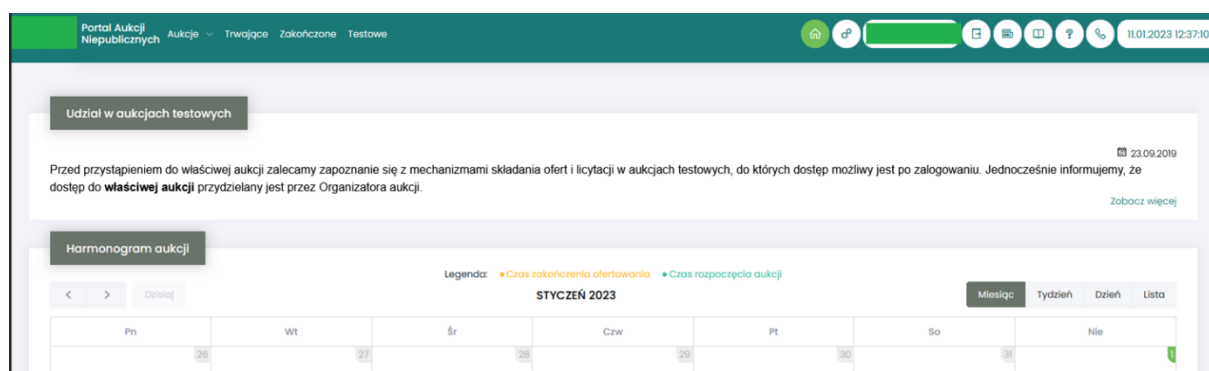 Portal Aukcji
Niepublicznych
Aukcje Trwające Zakończone Testowe
11.01.2023 12:37:10
Udział w aukcjach testowych
23.09.2019
Przed przystąpieniem do właściwej aukcji zalecamy zapoznanie się z mechanizmami składania ofert i licytacji w aukcjach testowych, do których dostęp możliwy jest po zalogowaniu. Jednocześnie informujemy, że
dostęp do właściwej aukcji przydzielany jest przez Organizatora aukcji.
Zobacz więcej
Harmonogram aukcji
Legenda: Czas zakończenia ofertowania Czas rozpoczęcia aukcji
< > Dzisiaj STYCZEŃ 2023 Miesiąc Tydzień Dzień Lista
Pn Wt Śr Czw Pt So Nie
26 27 28 29 30 31 1